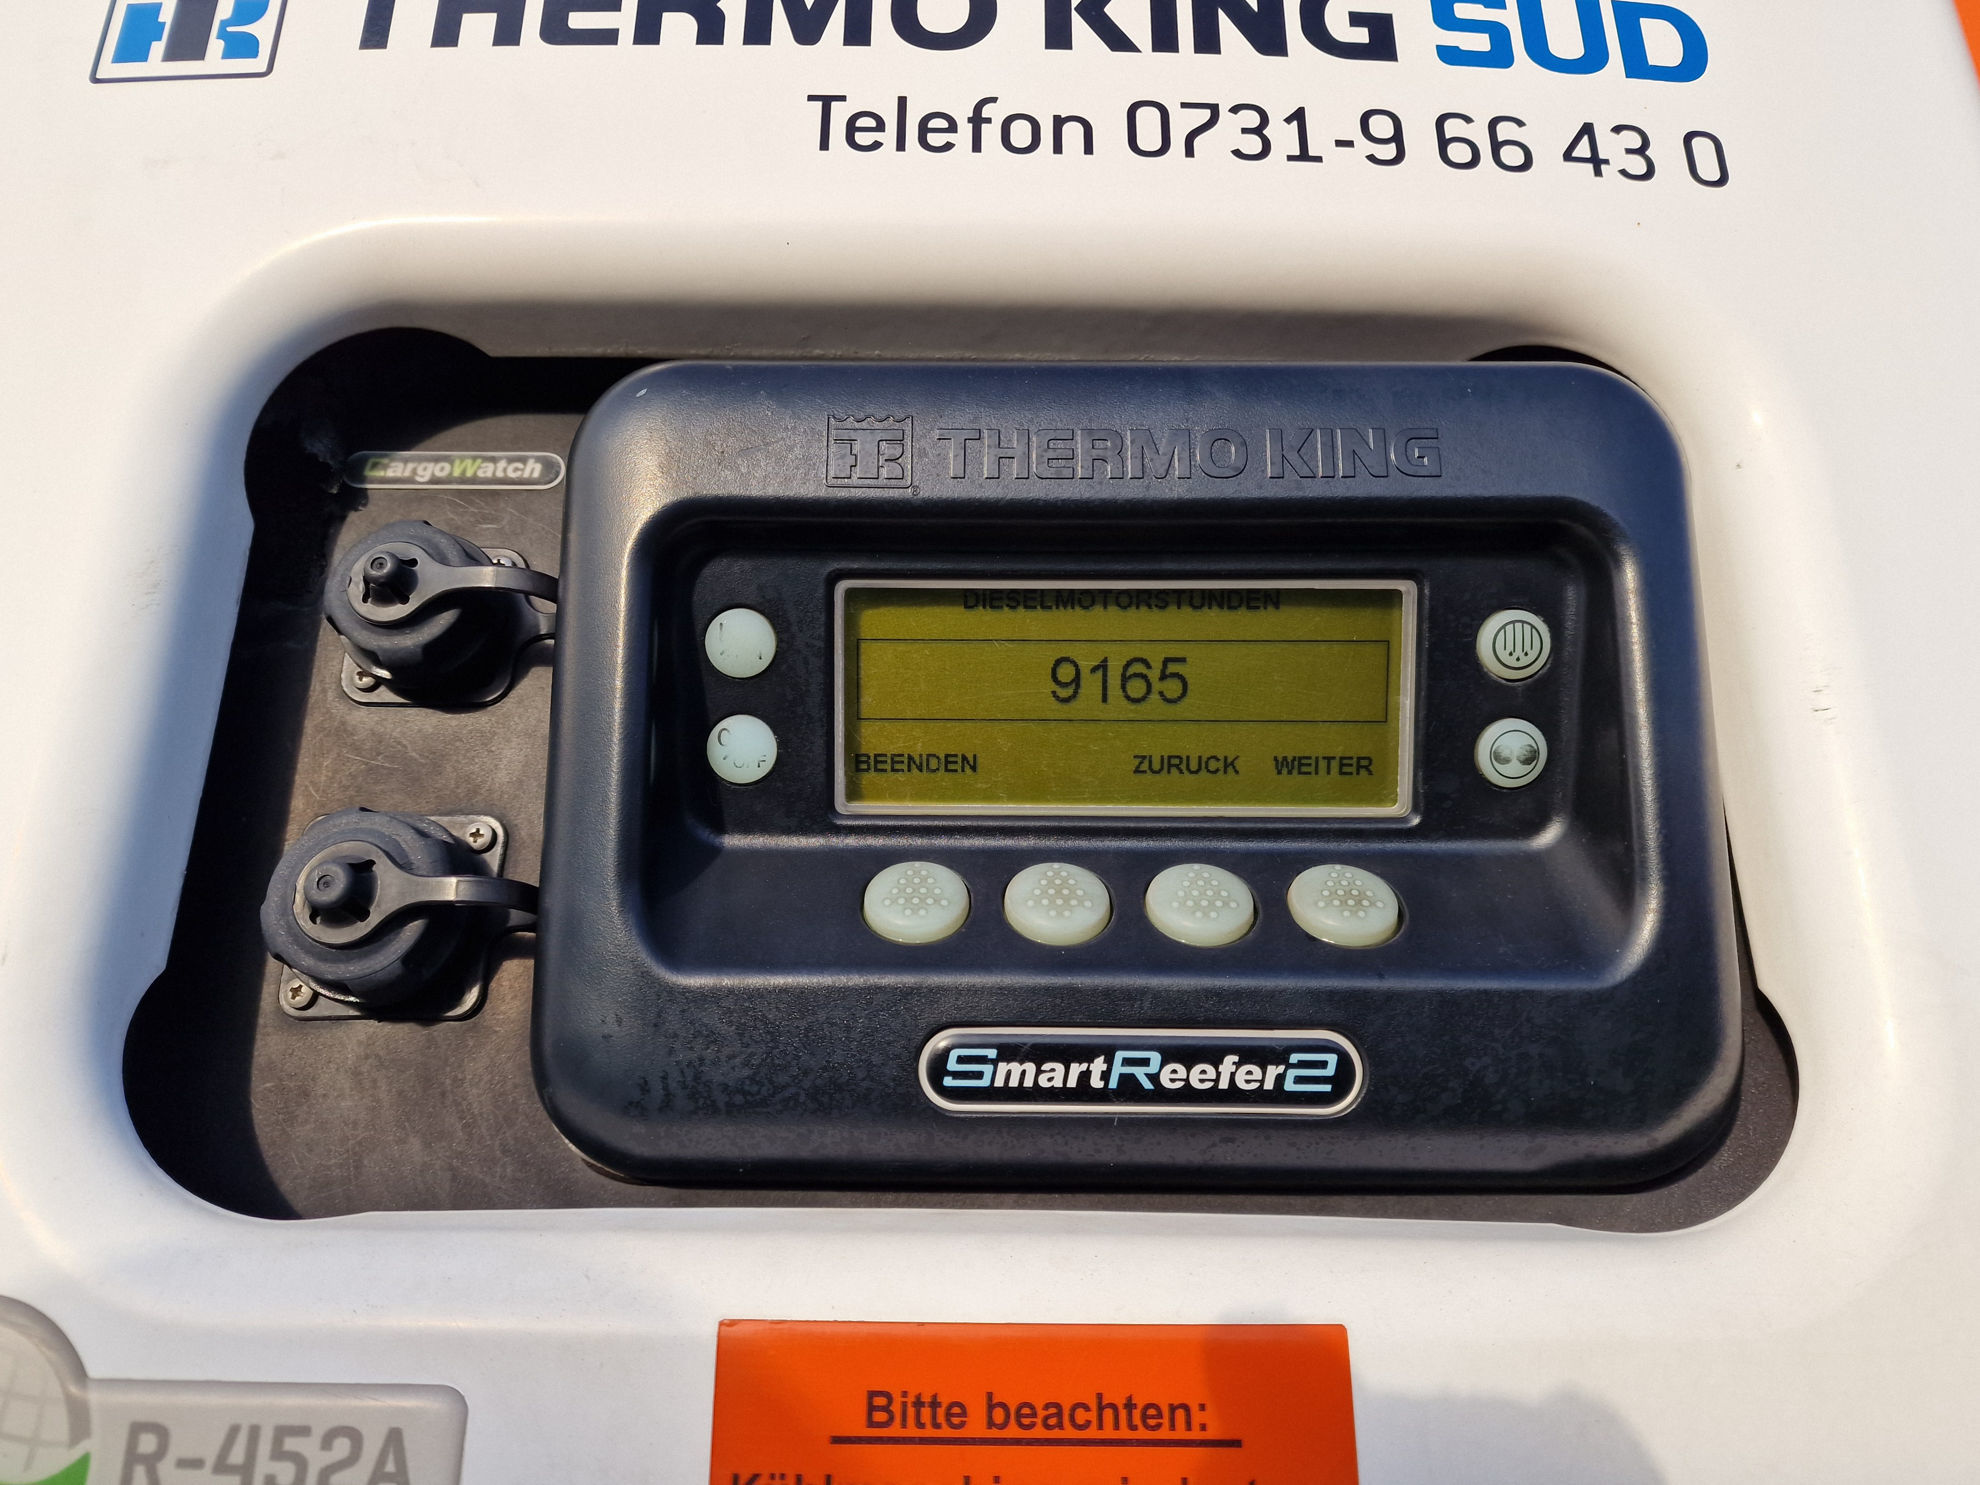 THERMO KING SÜD
Telefon 0731-9 66 43 0
THERMO KING
CargoWatch
DIESELMOTORSTUNDEN
9165
BEENDEN ZURUCK WEITER
SmartReefer2
Bitte beachten:
R-452A